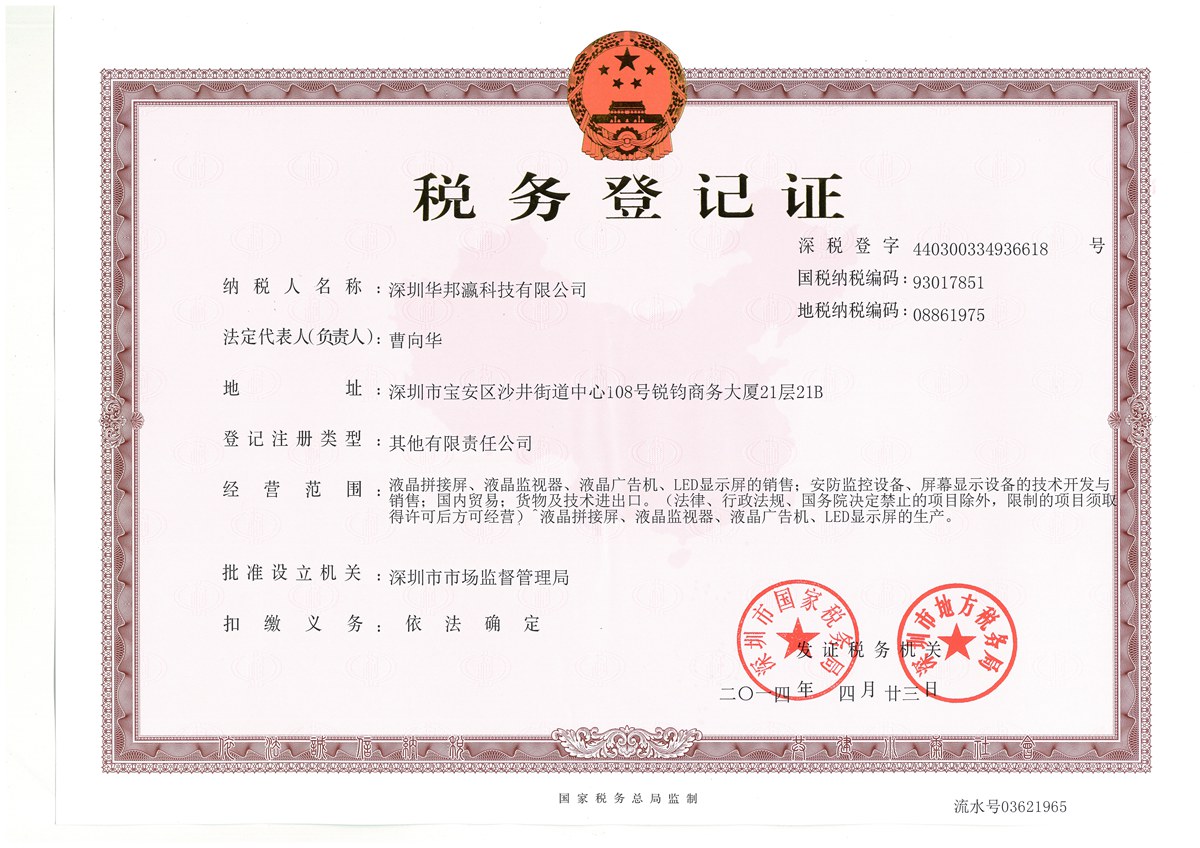 税务登记证
深税登字 440300334936618 号
国税纳税编码：93017851
地税纳税编码：08861975
纳税人名称：深圳华邦瀛科技有限公司
法定代表人(负责人)：曹向华
地址：深圳市宝安区沙井街道中心108号锐钧商务大厦21层21B
登记注册类型：其他有限责任公司
经营范围：液晶拼接屏、液晶监视器、液晶广告机、LED显示屏的销售；安防监控设备、屏幕显示设备的技术开发与
销售；国内贸易；货物及技术进出口。（法律、行政法规、国务院决定禁止的项目除外，限制的项目须取
得许可后方可经营）^液晶拼接屏、液晶监视器、液晶广告机、LED显示屏的生产。
批准设立机关：深圳市市场监督管理局
扣缴义务：依法确定
深圳市国家税务局
深圳市地方税务局
发证税务机关
二〇一四年 四月廿三日
依法诚信纳税
共建小康社会
国家税务总局监制
流水号03621965